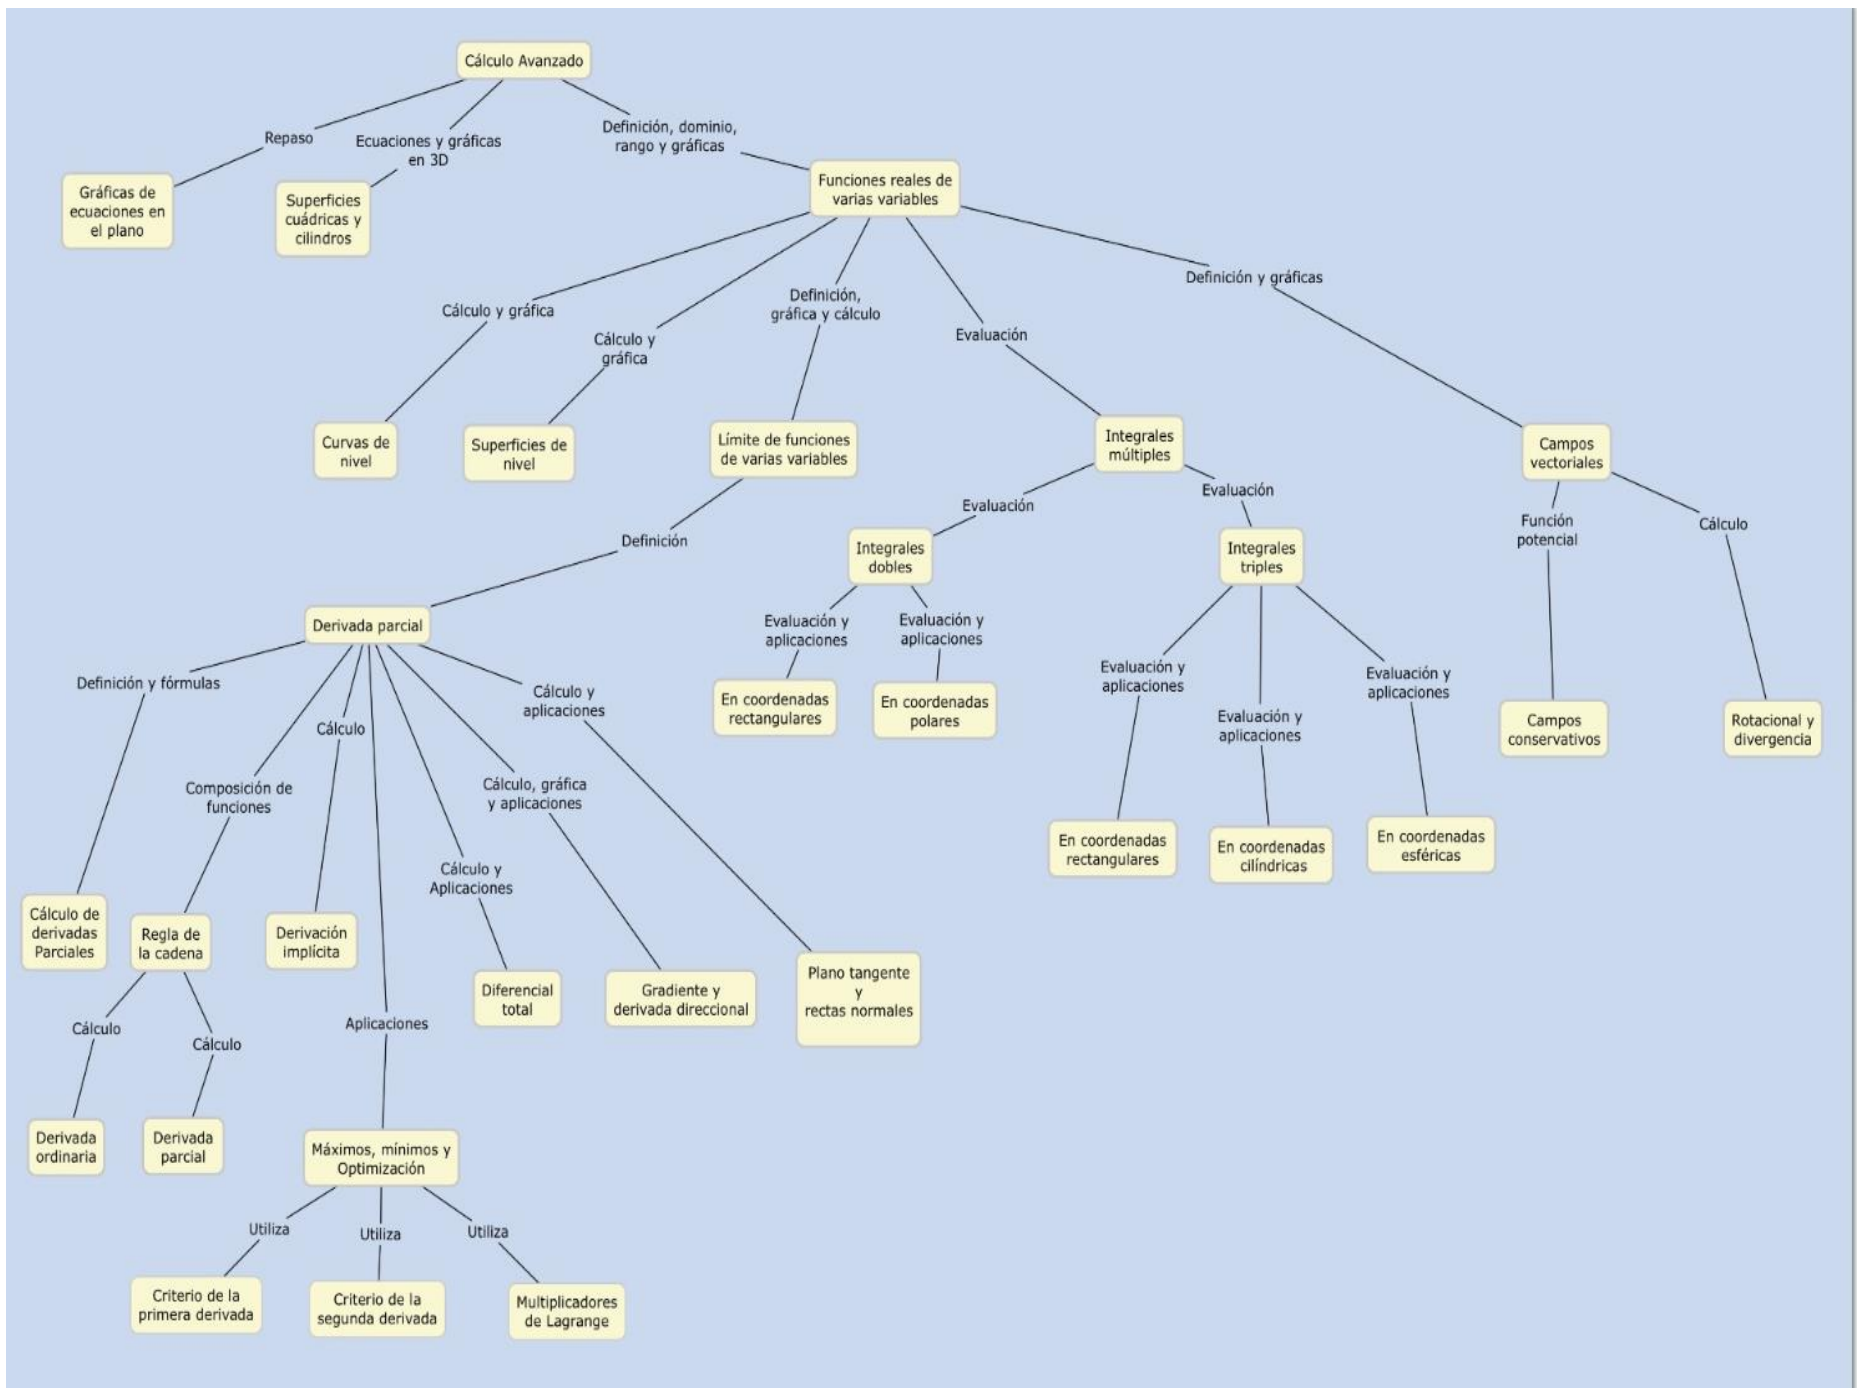 Cálculo Avanzado
Repaso
Ecuaciones y gráficas
en 3D
Definición, dominio,
rango y gráficas
Gráficas de
ecuaciones en
el plano
Superficies
cuádricas y
cilindros
Funciones reales de
varias variables
Cálculo y gráfica
Cálculo y
gráfica
Definición,
gráfica y cálculo
Evaluación
Definición y gráficas
Curvas de
nivel
Superficies de
nivel
Límite de funciones
de varias variables
Integrales
múltiples
Campos
vectoriales
Definición
Evaluación
Evaluación
Función
potencial
Cálculo
Integrales
dobles
Integrales
triples
Derivada parcial
Evaluación y
aplicaciones
Evaluación y
aplicaciones
Evaluación y
aplicaciones
Evaluación y
aplicaciones
Evaluación y
aplicaciones
En coordenadas
rectangulares
En coordenadas
polares
Campos
conservativos
Rotacional y
divergencia
En coordenadas
rectangulares
En coordenadas
cilíndricas
En coordenadas
esféricas
Definición y fórmulas
Composición de
funciones
Cálculo
Aplicaciones
Cálculo y
Aplicaciones
Cálculo, gráfica
y aplicaciones
Cálculo y
aplicaciones
Cálculo de
derivadas
Parciales
Regla de
la cadena
Derivación
implícita
Diferencial
total
Gradiente y
derivada direccional
Plano tangente
y
rectas normales
Cálculo
Cálculo
Derivada
ordinaria
Derivada
parcial
Máximos, mínimos y
Optimización
Utiliza
Utiliza
Utiliza
Criterio de la
primera derivada
Criterio de la
segunda derivada
Multiplicadores
de Lagrange